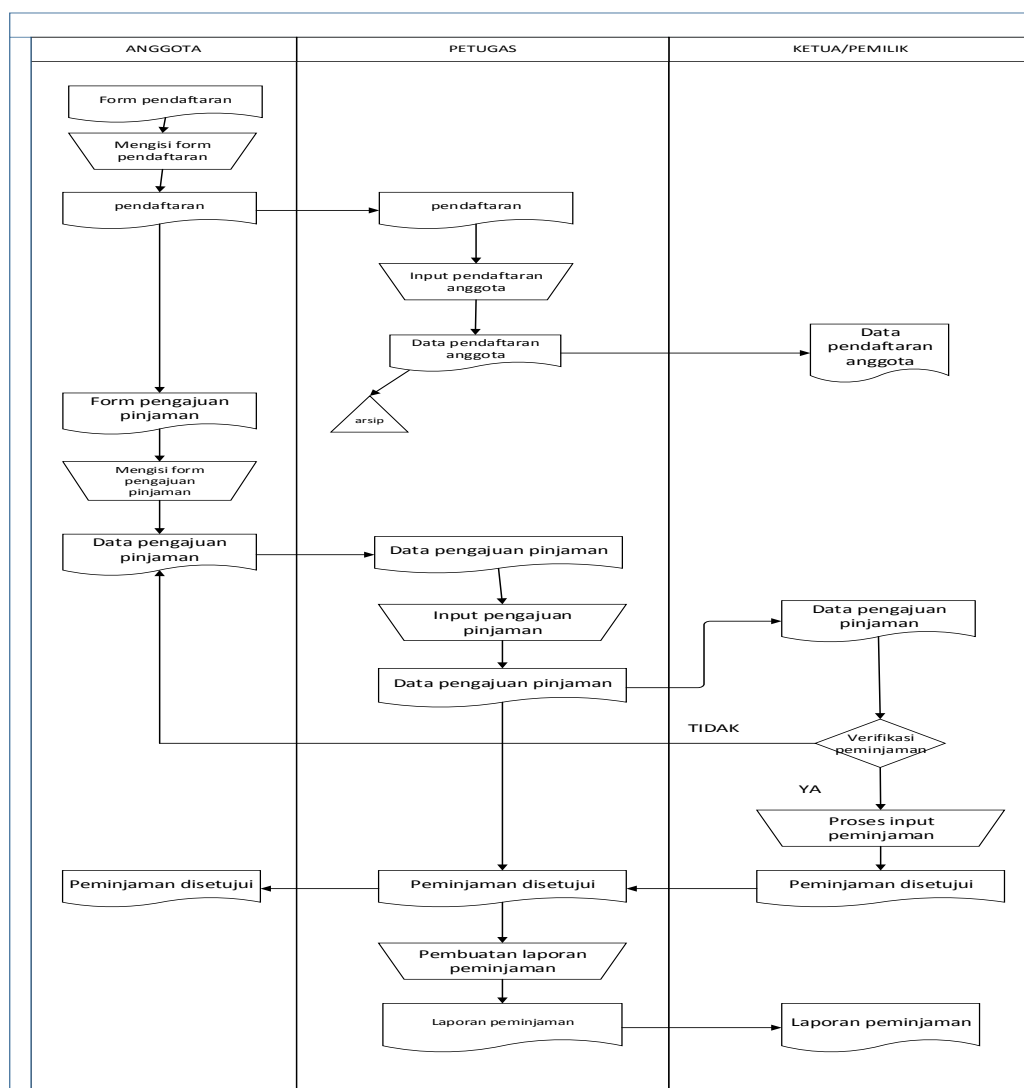 ANGGOTA
PETUGAS
KETUA/PEMILIK
Form pendaftaran
Mengisi form
pendaftaran
pendaftaran
pendaftaran
Input pendaftaran
anggota
Data pendaftaran
anggota
Data
pendaftaran
anggota
arsip
Form pengajuan
pinjaman
Mengisi form
pengajuan
pinjaman
Data pengajuan
pinjaman
Data pengajuan pinjaman
Input pengajuan
pinjaman
Data pengajuan
pinjaman
Data pengajuan pinjaman
TIDAK
Verifikasi
peminjaman
YA
Proses input
peminjaman
Peminjaman disetujui
Peminjaman disetujui
Peminjaman disetujui
Pembuatan laporan
peminjaman
Laporan peminjaman
Laporan peminjaman